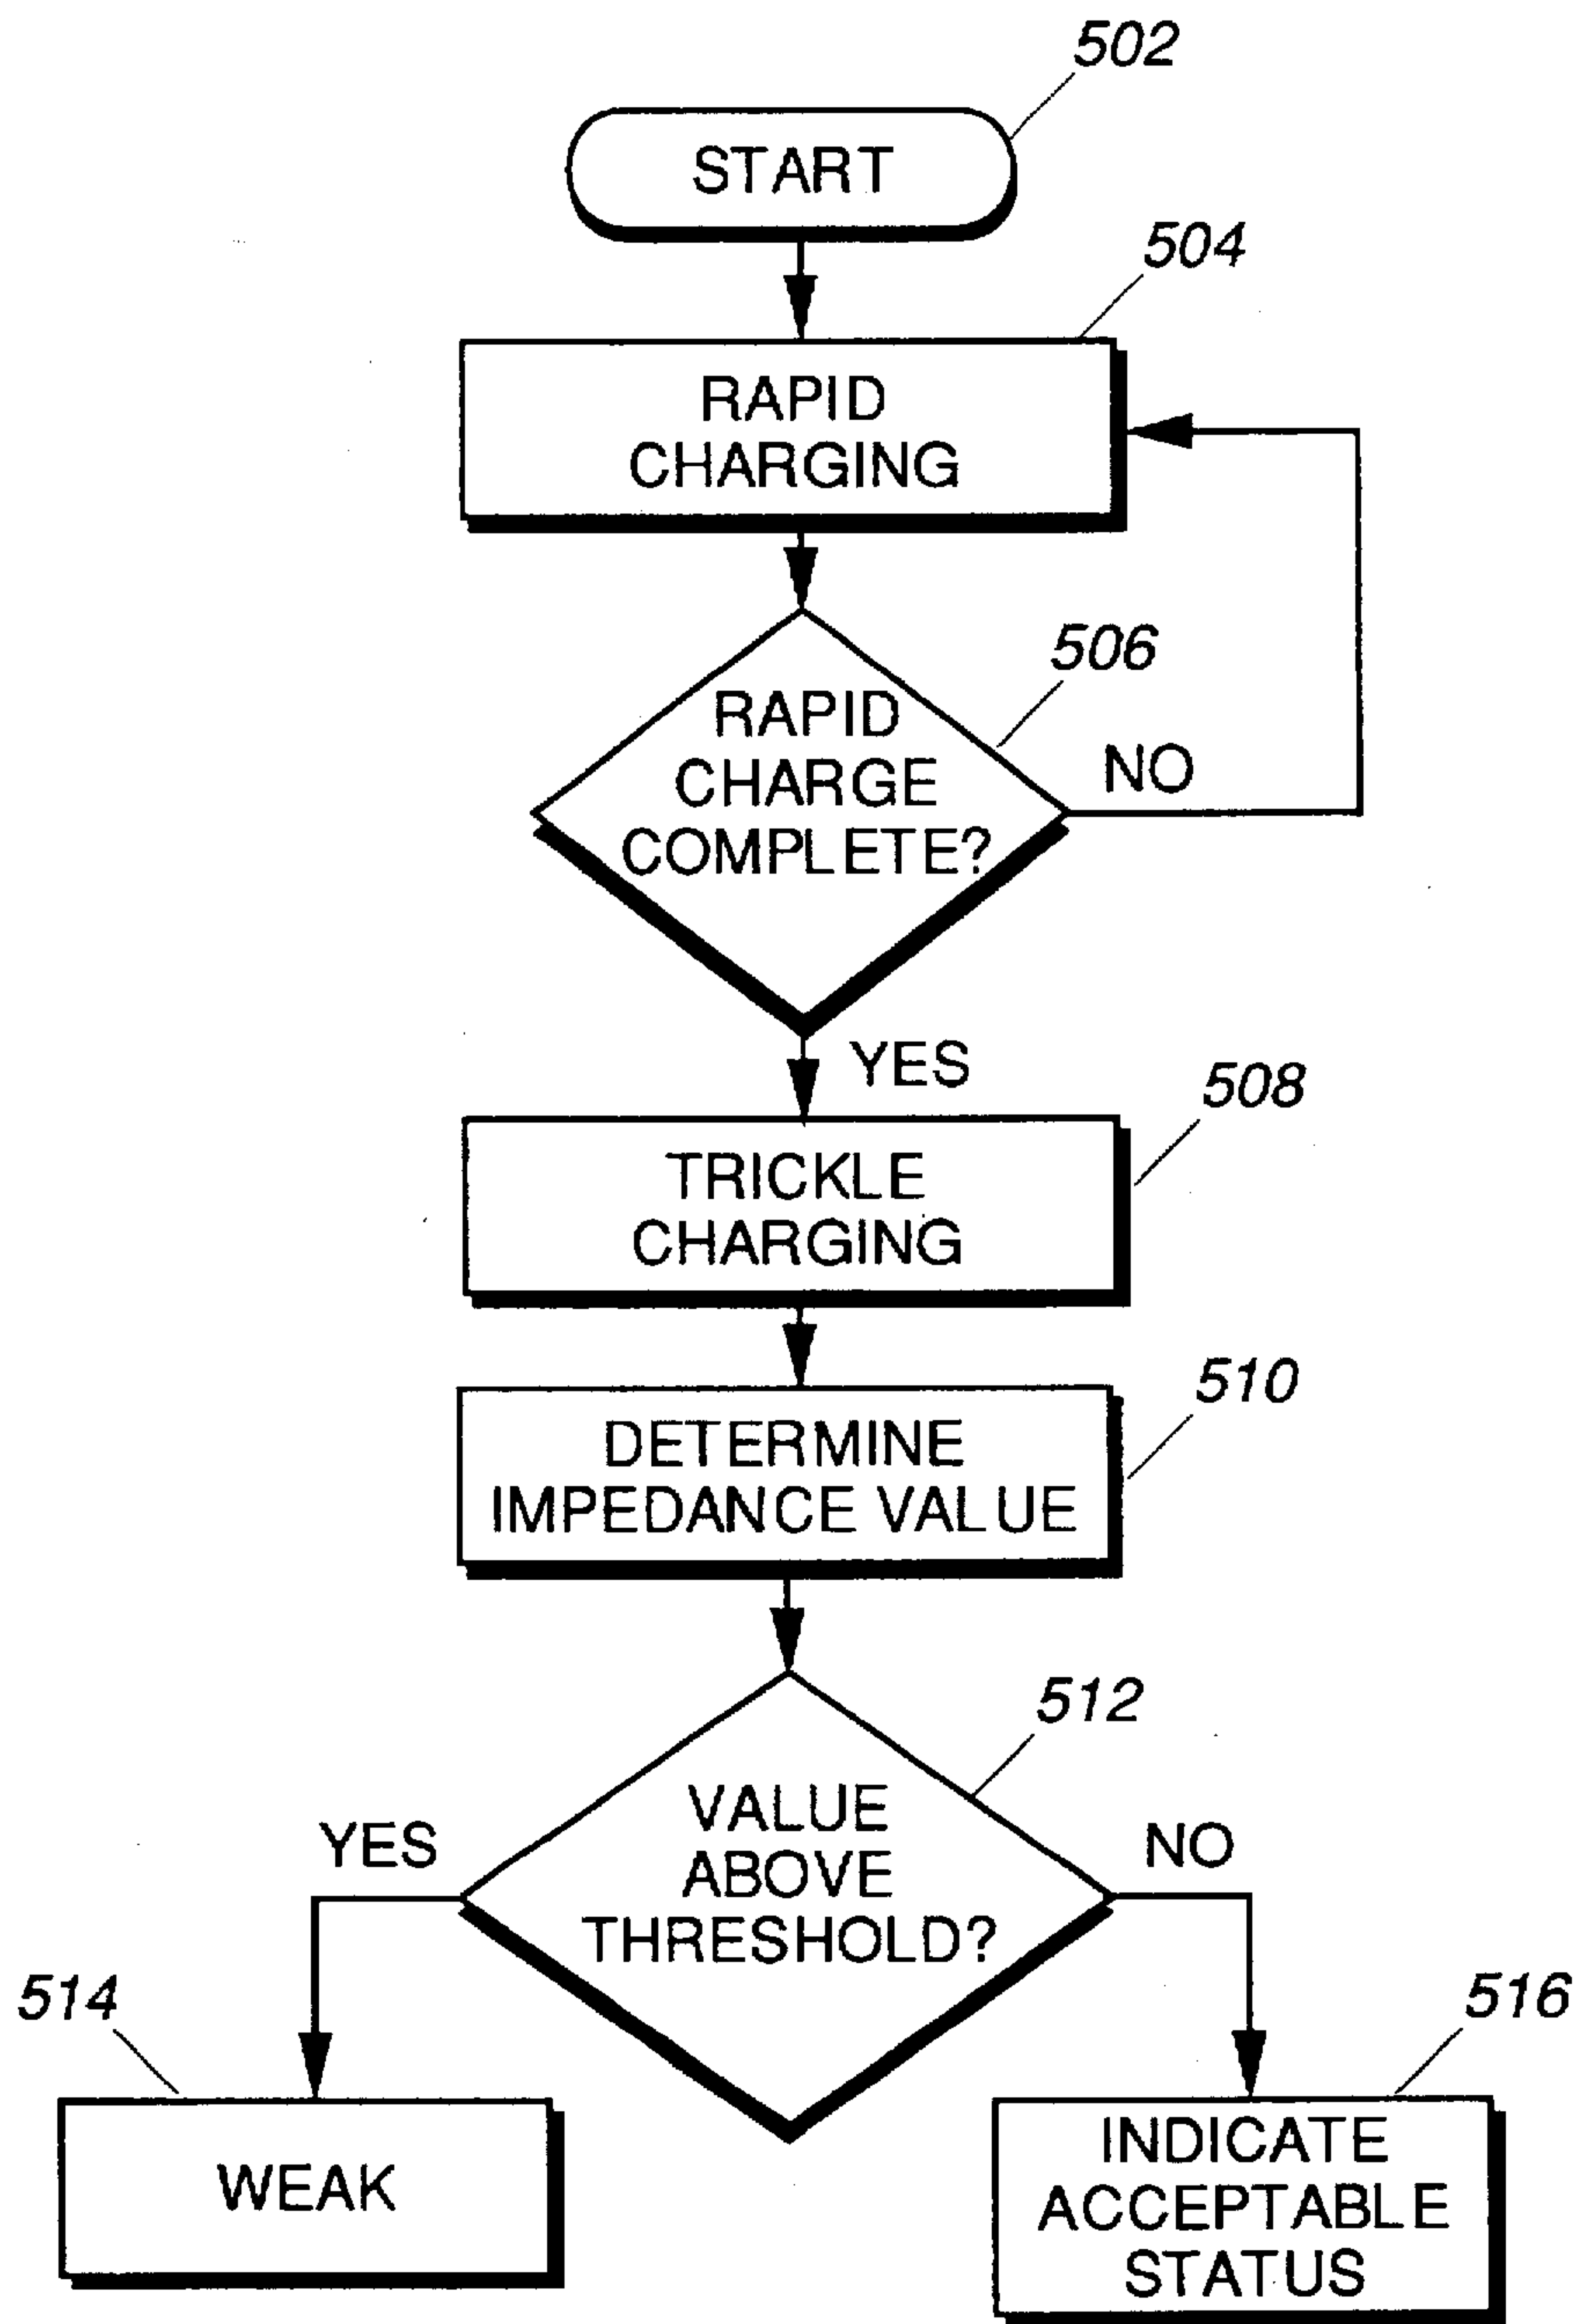 502
START
504
RAPID
CHARGING
506
RAPID
CHARGE
COMPLETE?
NO
YES
508
TRICKLE
CHARGING
510
DETERMINE
IMPEDANCE VALUE
512
VALUE
ABOVE
THRESHOLD?
YES
NO
514
WEAK
516
INDICATE
ACCEPTABLE
STATUS